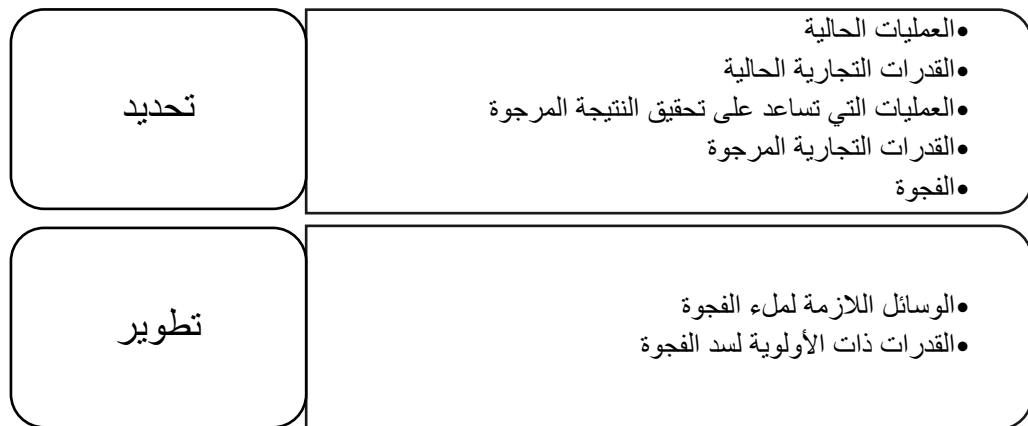 تحديد
•العمليات الحالية
•القدرات التجارية الحالية
•العمليات التي تساعد على تحقيق النتيجة المرجوة
•القدرات التجارية المرجوة
•الفجوة
تطوير
•الوسائل اللازمة لملء الفجوة
•القدرات ذات الأولوية لسد الفجوة